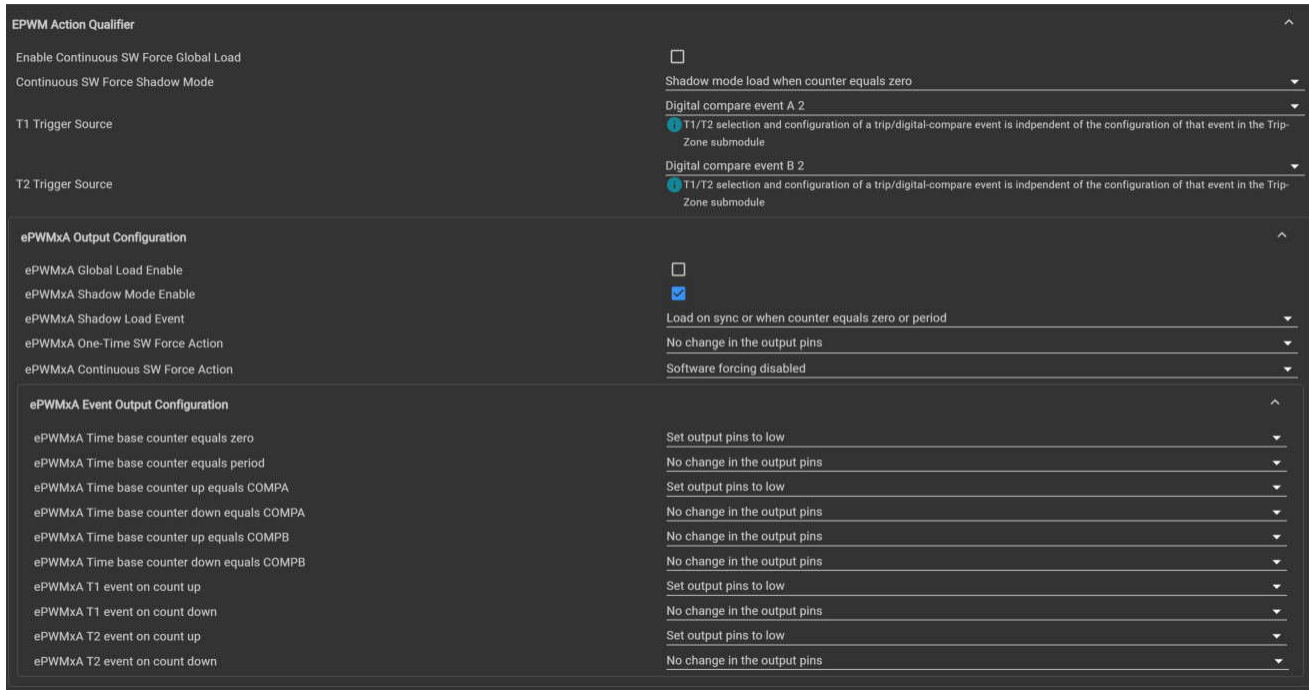 EPWM Action Qualifier
Enable Continuous SW Force Global Load
Continuous SW Force Shadow Mode Shadow mode load when counter equals zero
Digital compare event A 2
T1 Trigger Source T1/T2 selection and configuration of a trip/digital-compare event is indpendent of the configuration of that event in the Trip-
Zone submodule
Digital compare event B 2
T2 Trigger Source T1/T2 selection and configuration of a trip/digital-compare event is indpendent of the configuration of that event in the Trip-
Zone submodule
ePWMxA Output Configuration
ePWMxA Global Load Enable
ePWMxA Shadow Mode Enable
ePWMxA Shadow Load Event Load on sync or when counter equals zero or period
ePWMxA One-Time SW Force Action No change in the output pins
ePWMxA Continuous SW Force Action Software forcing disabled
ePWMxA Event Output Configuration
ePWMxA Time base counter equals zero Set output pins to low
ePWMxA Time base counter equals period No change in the output pins
ePWMxA Time base counter up equals COMPA Set output pins to low
ePWMxA Time base counter down equals COMPA No change in the output pins
ePWMxA Time base counter up equals COMPB No change in the output pins
ePWMxA Time base counter down equals COMPB No change in the output pins
ePWMxA T1 event on count up Set output pins to low
ePWMxA T1 event on count down No change in the output pins
ePWMxA T2 event on count up Set output pins to low
ePWMxA T2 event on count down No change in the output pins